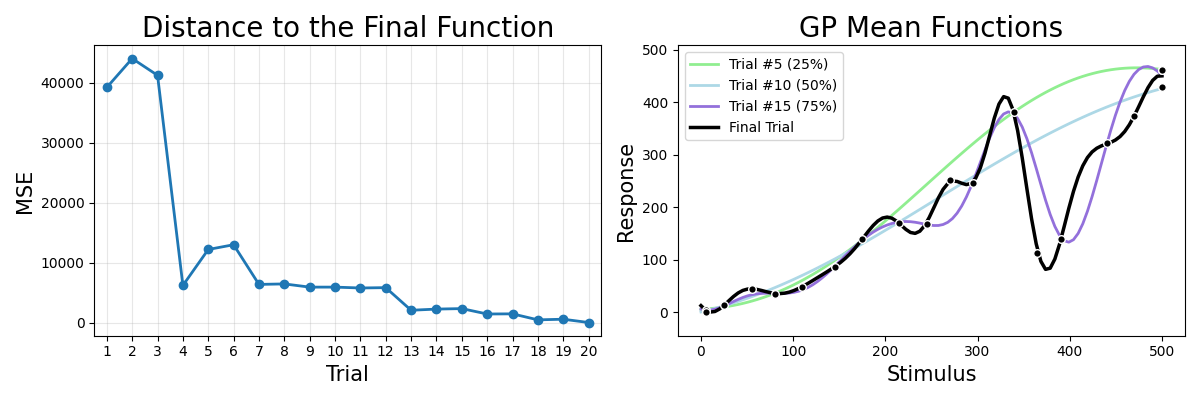 Distance to the Final Function
MSE
40000
30000
20000
10000
0
1 2 3 4 5 6 7 8 9 10 11 12 13 14 15 16 17 18 19 20
Trial
GP Mean Functions
Response
500
400
300
200
100
0
Trial #5 (25%)
Trial #10 (50%)
Trial #15 (75%)
Final Trial
0 100 200 300 400 500
Stimulus